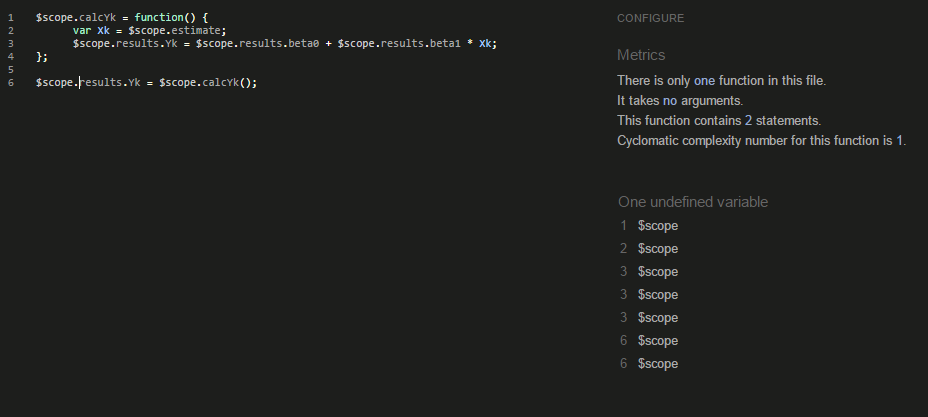 1 $scope.calcYk = function() {
2 var Xk = $scope.estimate;
3 $scope.results.Yk = $scope.results.beta0 + $scope.results.beta1 * Xk;
4 };
5
6 $scope.results.Yk = $scope.calcYk();
CONFIGURE
Metrics
There is only one function in this file.
It takes no arguments.
This function contains 2 statements.
Cyclomatic complexity number for this function is 1.
One undefined variable
1 $scope
2 $scope
3 $scope
3 $scope
3 $scope
6 $scope
6 $scope